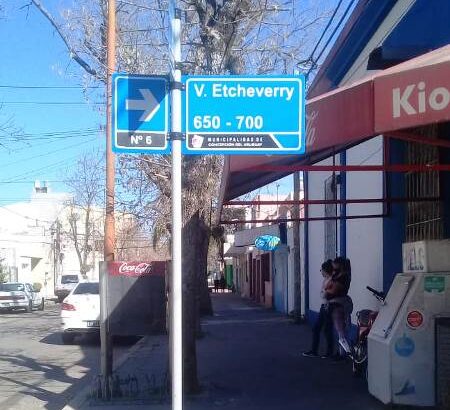 V. Etcheverry
650 - 700
Nº 6
MUNICIPALIDAD DE
CONCEPCIÓN DEL URUGUAY
Kio
Coca-Cola